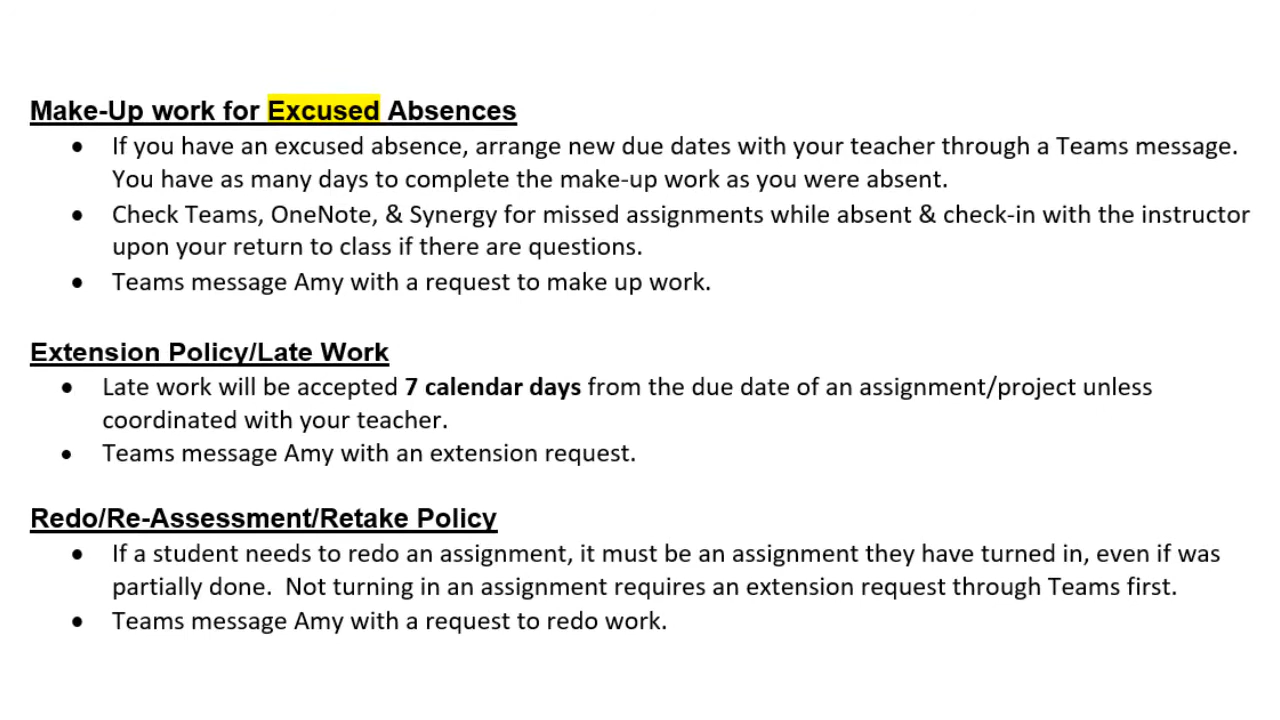 Make-Up work for Excused Absences
• If you have an excused absence, arrange new due dates with your teacher through a Teams message.
You have as many days to complete the make-up work as you were absent.
• Check Teams, OneNote, & Synergy for missed assignments while absent & check-in with the instructor
upon your return to class if there are questions.
• Teams message Amy with a request to make up work.
Extension Policy/Late Work
• Late work will be accepted 7 calendar days from the due date of an assignment/project unless
coordinated with your teacher.
• Teams message Amy with an extension request.
Redo/Re-Assessment/Retake Policy
• If a student needs to redo an assignment, it must be an assignment they have turned in, even if was
partially done.  Not turning in an assignment requires an extension request through Teams first.
• Teams message Amy with a request to redo work.